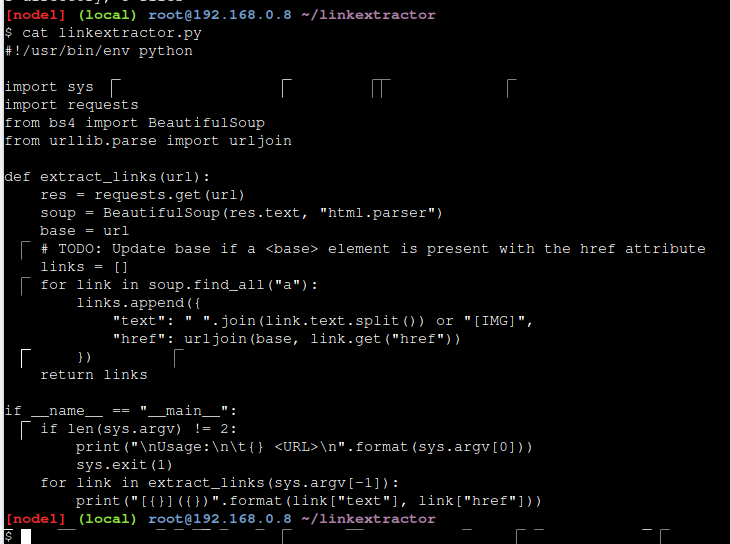 [node1] (local) root@192.168.0.8 ~/linkextractor
$ cat linkextractor.py
#!/usr/bin/env python
import sys
import requests
from bs4 import BeautifulSoup
from urllib.parse import urljoin
def extract_links(url):
    res = requests.get(url)
    soup = BeautifulSoup(res.text, "html.parser")
    base = url
    # TODO: Update base if a <base> element is present with the href attribute
    links = []
    for link in soup.find_all("a"):
        links.append({
            "text": " ".join(link.text.split()) or "[IMG]",
            "href": urljoin(base, link.get("href"))
        })
    return links
if __name__ == "__main__":
    if len(sys.argv) != 2:
        print("\nUsage:\n\t{} <URL>\n".format(sys.argv[0]))
        sys.exit(1)
    for link in extract_links(sys.argv[-1]):
        print("[{}]({})".format(link["text"], link["href"]))
[node1] (local) root@192.168.0.8 ~/linkextractor
$